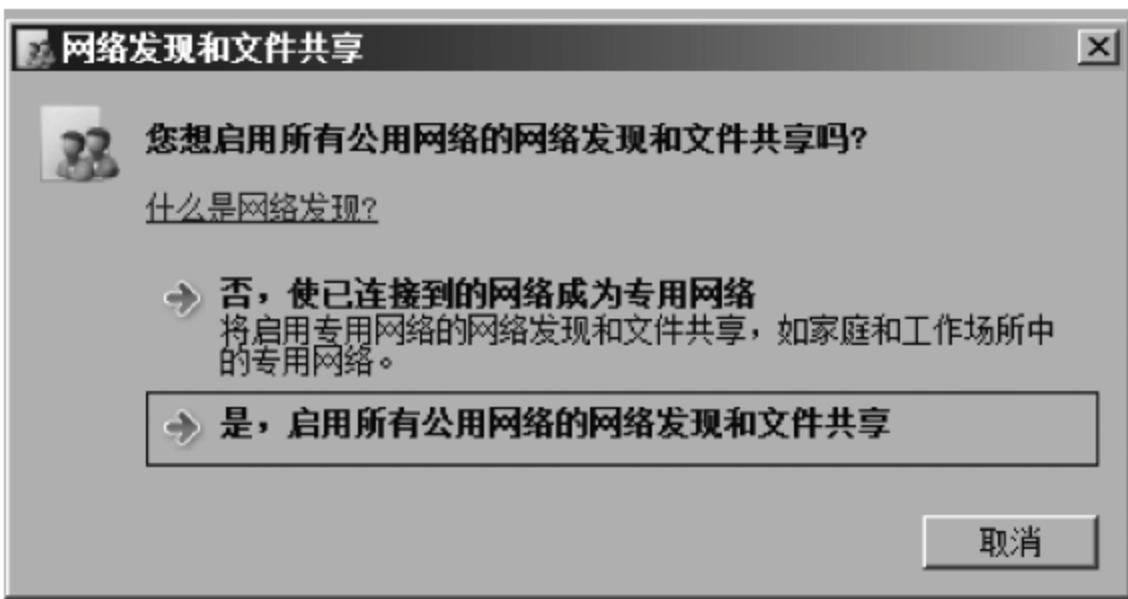 网络发现和文件共享
您想启用所有公用网络的网络发现和文件共享吗?
什么是网络发现?
否，使已连接到的网络成为专用网络
将启用专用网络的网络发现和文件共享，如家庭和工作场所中
的专用网络。
是，启用所有公用网络的网络发现和文件共享
取消